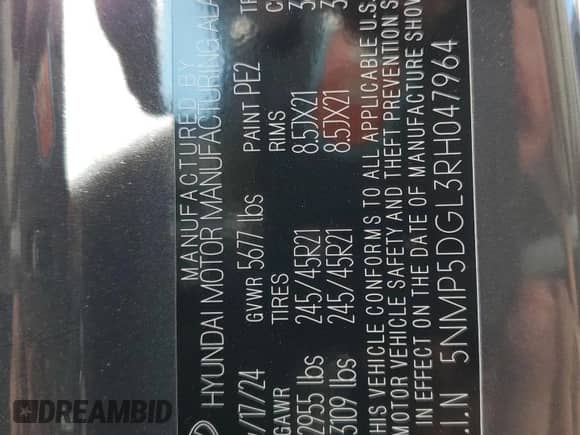 MANUFACTURED BY
HYUNDAI MOTOR MANUFACTURING ALA
/17/24 GVWR 5677 lbs PAINT PE2
GAWR TIRES RIMS
2955 lbs 245/45R21 8.5JX21
3109 lbs 245/45R21 8.5JX21
THIS VEHICLE CONFORMS TO ALL APPLICABLE U.S.
MOTOR VEHICLE SAFETY AND THEFT PREVENTION S
IN EFFECT ON THE DATE OF MANUFACTURE SHOW
.I.N 5NMP5DGL3RH047964
DREAMBID